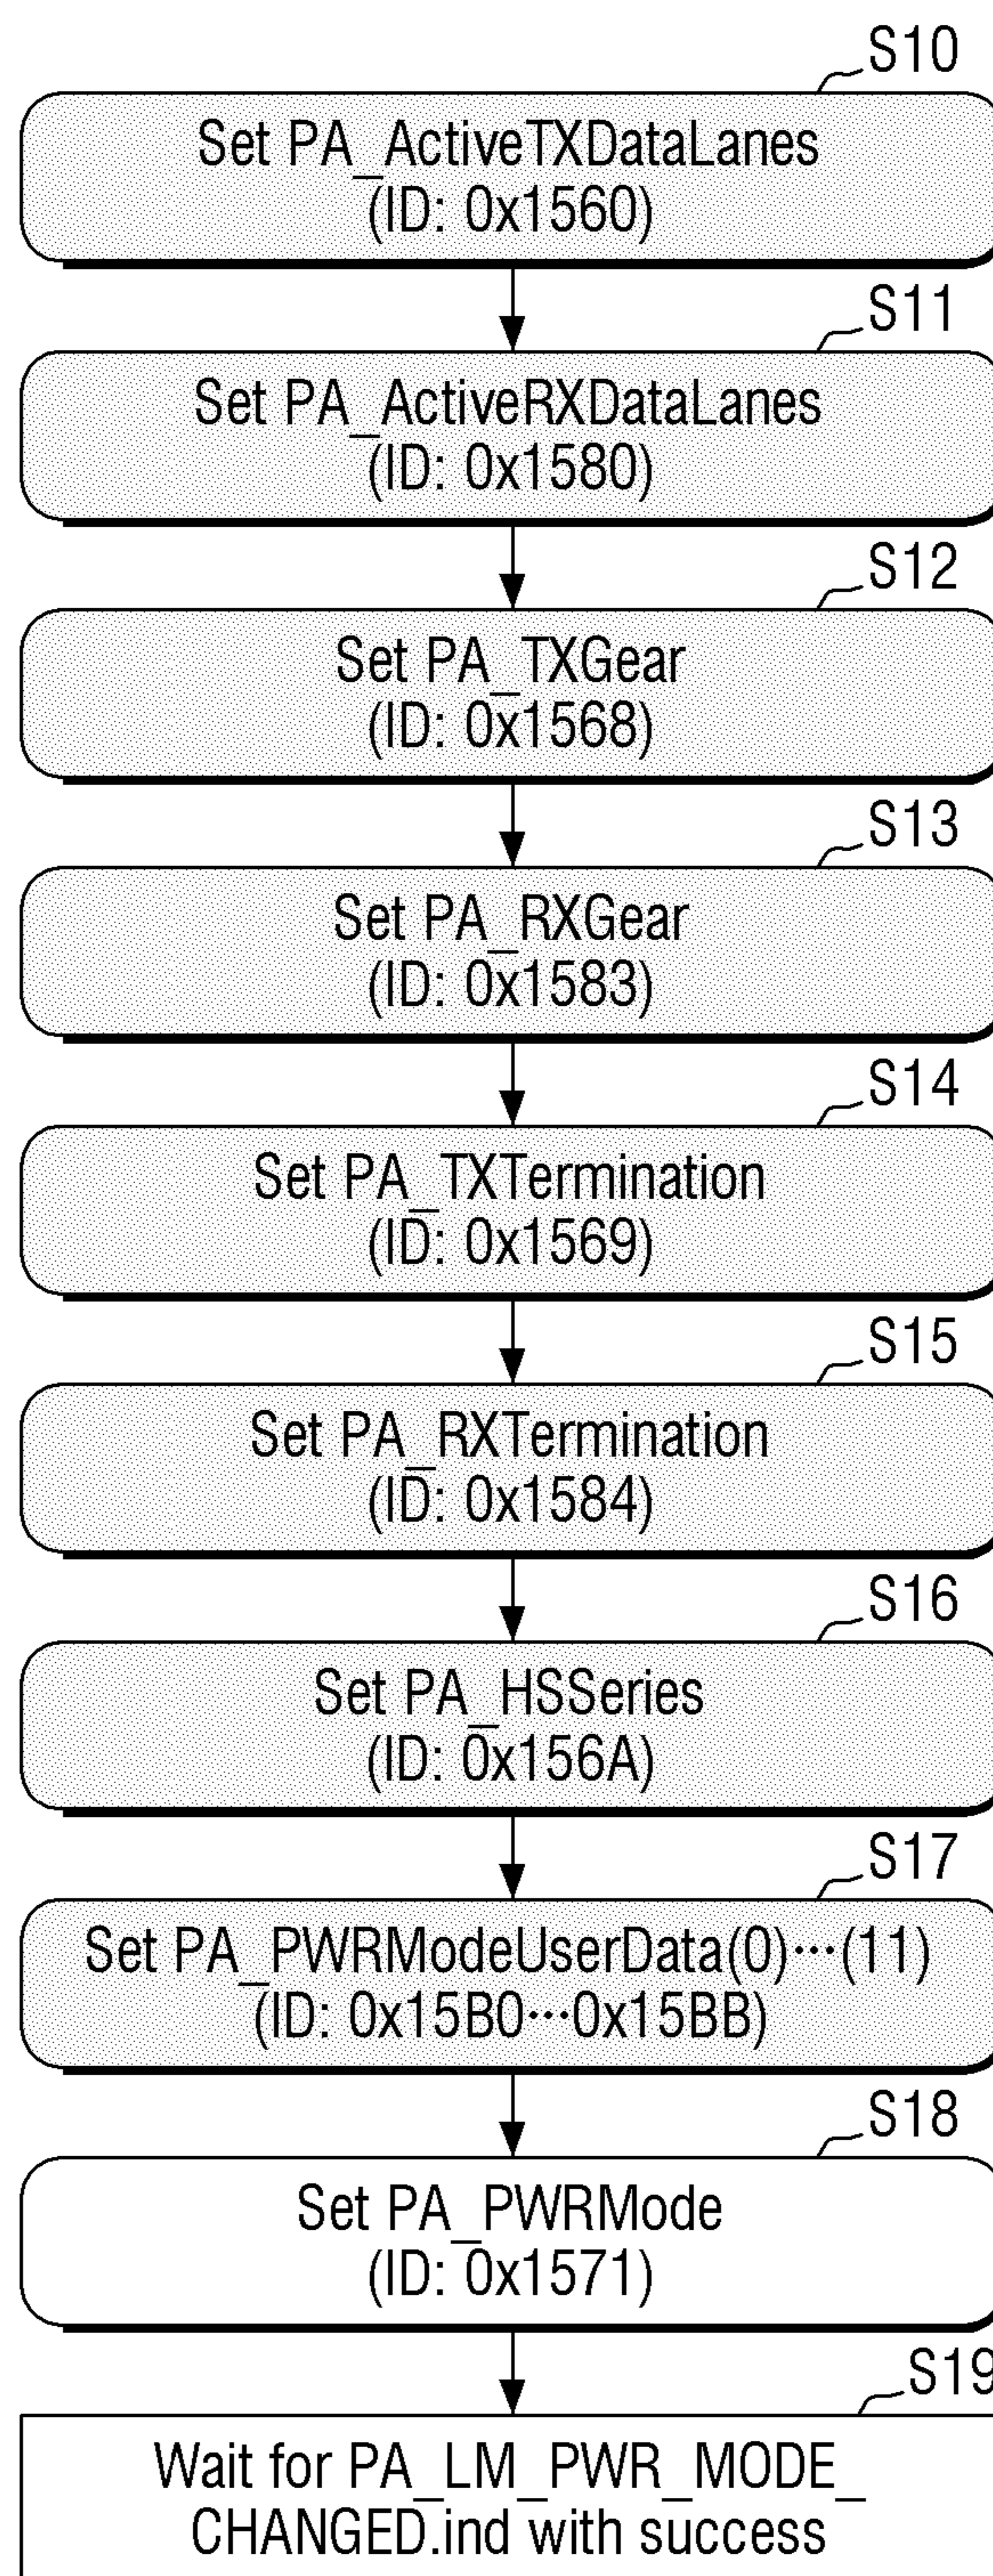 S10
Set PA_ActiveTXDataLanes
(ID: 0x1560)
S11
Set PA_ActiveRXDataLanes
(ID: 0x1580)
S12
Set PA_TXGear
(ID: 0x1568)
S13
Set PA_RXGear
(ID: 0x1583)
S14
Set PA_TXTermination
(ID: 0x1569)
S15
Set PA_RXTermination
(ID: 0x1584)
S16
Set PA_HSSeries
(ID: 0x156A)
S17
Set PA_PWRModeUserData(0)···(11)
(ID: 0x15B0···0x15BB)
S18
Set PA_PWRMode
(ID: 0x1571)
S19
Wait for PA_LM_PWR_MODE_
CHANGED.ind with success